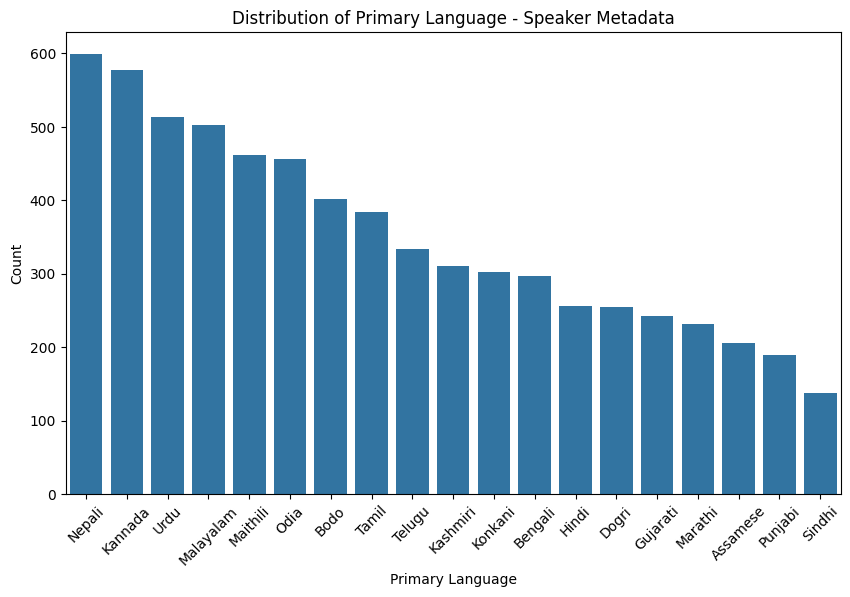 Distribution of Primary Language - Speaker Metadata
Count
600
500
400
300
200
100
0
Nepali
Kannada
Urdu
Malayalam
Maithili
Odia
Bodo
Tamil
Telugu
Kashmiri
Konkani
Bengali
Hindi
Dogri
Gujarati
Marathi
Assamese
Punjabi
Sindhi
Primary Language